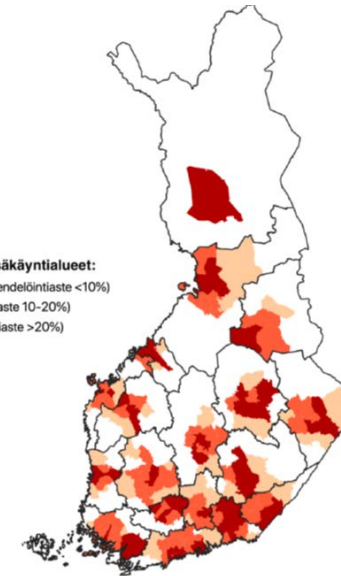 säkäyntialueet:
endelöintiaste <10%)
aste 10-20%)
iaste >20%)